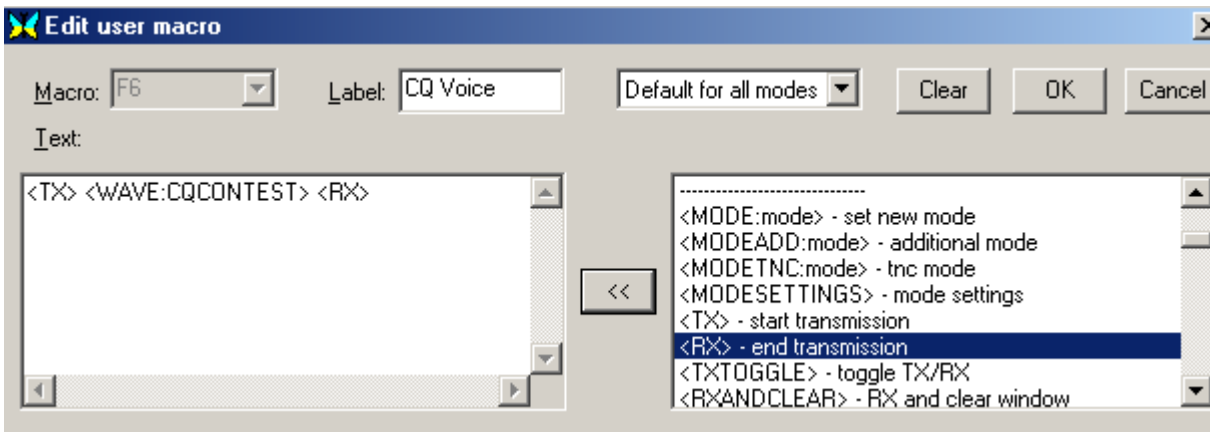 Edit user macro
Macro: F6 Label: CQ Voice Default for all modes Clear OK Cancel
Text:
<TX> <WAVE:CQCONTEST> <RX>
------------------------------
<MODE:mode> - set new mode
<MODEADD:mode> - additional mode
<MODETNC:mode> - tnc mode
<MODESETTINGS> - mode settings
<TX> - start transmission
<RX> - end transmission
<TXTOGGLE> - toggle TX/RX
<RXANDCLEAR> - RX and clear window
<<